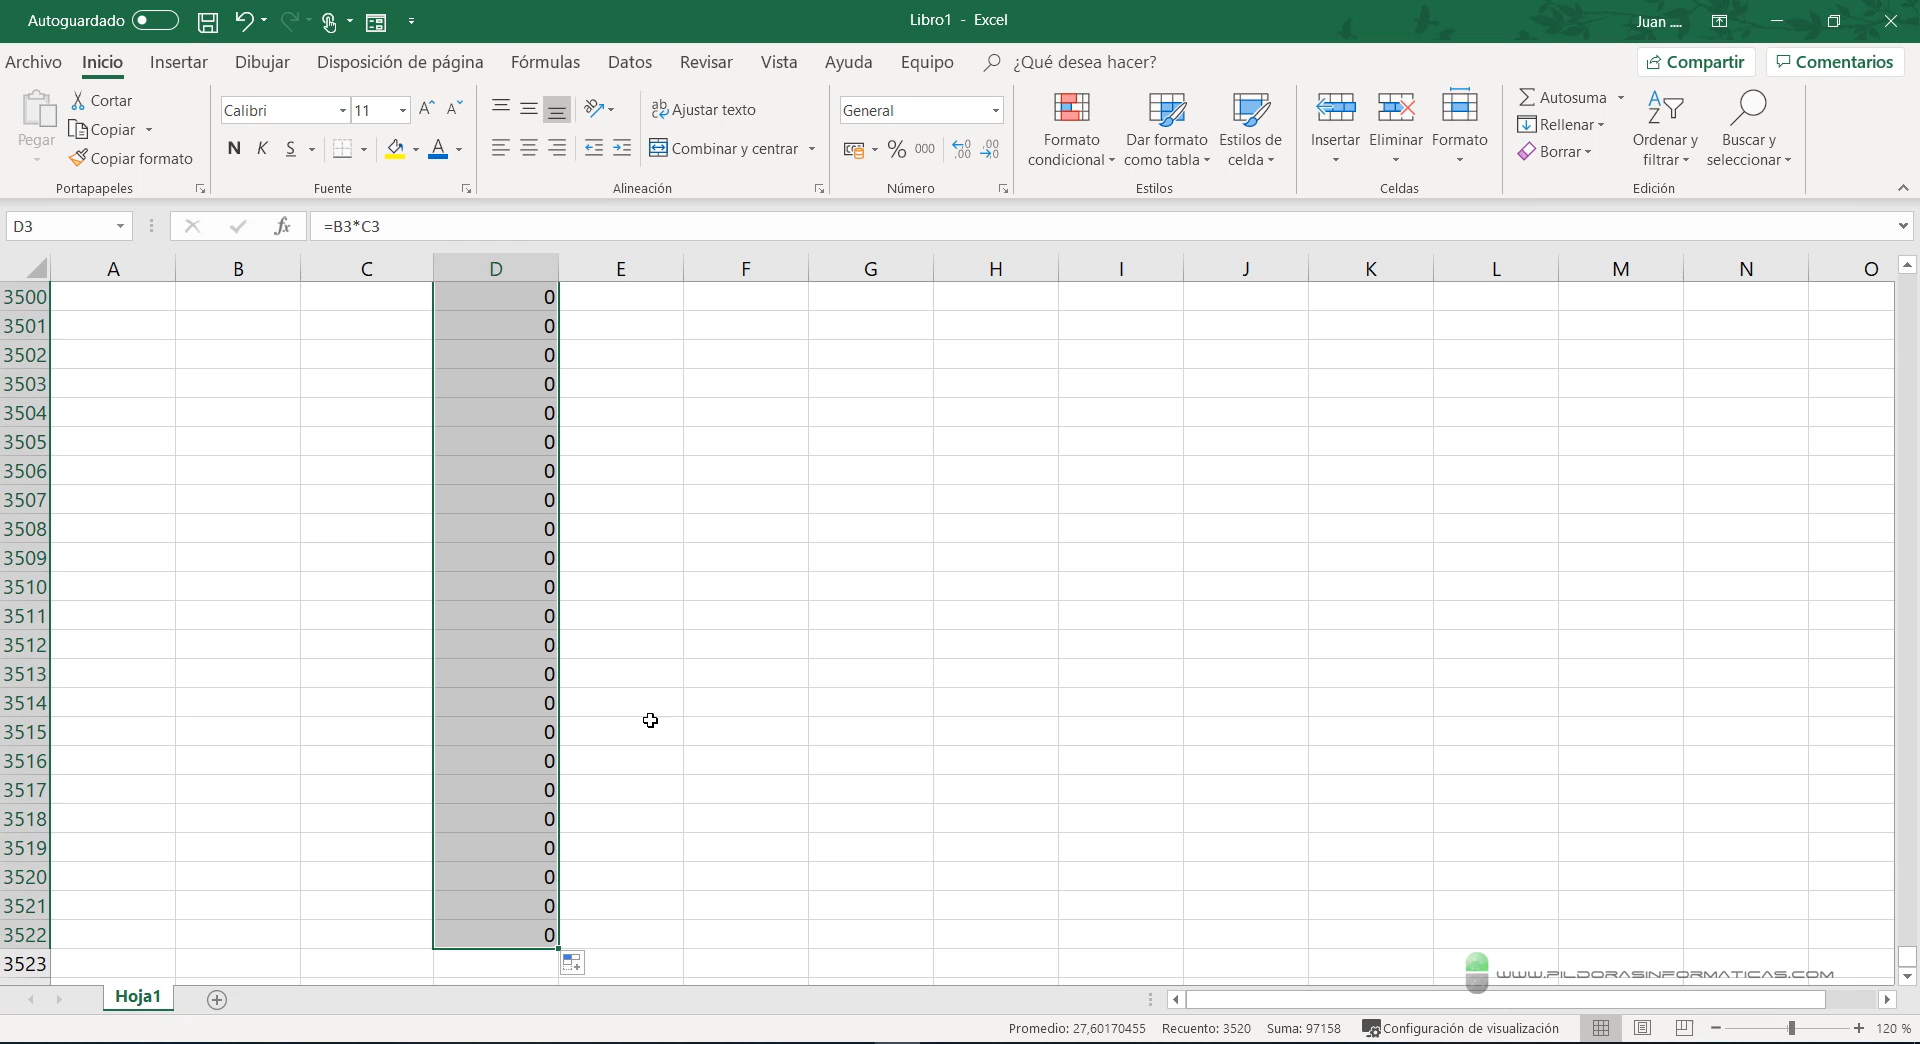 Autoguardado
Libro1 - Excel
Juan ....
Archivo Inicio Insertar Dibujar Disposición de página Fórmulas Datos Revisar Vista Ayuda Equipo ¿Qué desea hacer? Compartir Comentarios
Pegar
Cortar
Copiar
Copiar formato
Portapapeles
Calibri 11
N K S A
Fuente
Ajustar texto
Combinar y centrar
Alineación
General
% 000
Número
Formato condicional
Dar formato como tabla
Estilos de celda
Estilos
Insertar Eliminar Formato
Celdas
Autosuma
Rellenar
Borrar
Ordenar y filtrar
Buscar y seleccionar
Edición
D3 fx =B3*C3
A B C D E F G H I J K L M N O
3500 0
3501 0
3502 0
3503 0
3504 0
3505 0
3506 0
3507 0
3508 0
3509 0
3510 0
3511 0
3512 0
3513 0
3514 0
3515 0
3516 0
3517 0
3518 0
3519 0
3520 0
3521 0
3522 0
3523
WWW.PILDORASINFORMATICAS.COM
Hoja1
Promedio: 27,60170455 Recuento: 3520 Suma: 97158 Configuración de visualización 120 %